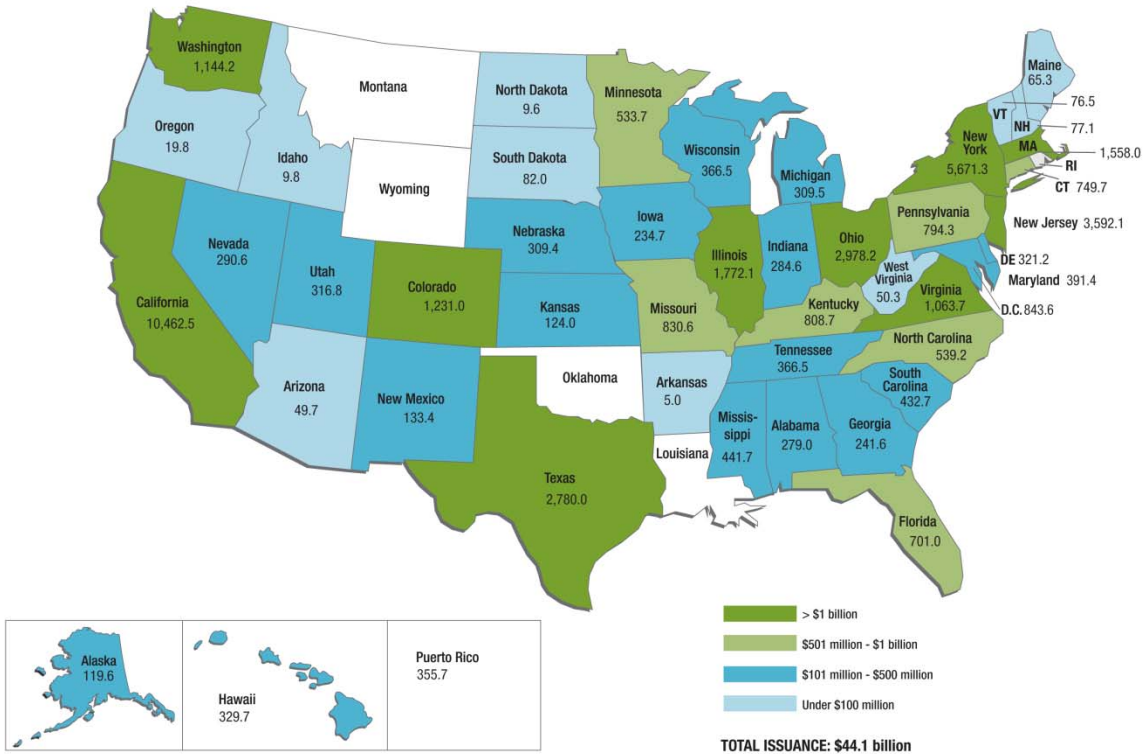 Washington
1,144.2
Montana
North Dakota
9.6
Minnesota
533.7
Maine
65.3
76.5
VT
NH
77.1
Oregon
19.8
Idaho
9.8
South Dakota
82.0
Wisconsin
366.5
Michigan
309.5
New
York
5,671.3
MA
1,558.0
RI
CT 749.7
Wyoming
Iowa
234.7
Nebraska
309.4
Pennsylvania
794.3
New Jersey 3,592.1
Nevada
290.6
Utah
316.8
Colorado
1,231.0
Illinois
1,772.1
Indiana
284.6
Ohio
2,978.2
DE 321.2
Maryland 391.4
D.C. 843.6
West
Virginia
50.3
Virginia
1,063.7
California
10,462.5
Kansas
124.0
Missouri
830.6
Kentucky
808.7
North Carolina
539.2
Tennessee
366.5
South
Carolina
432.7
Arizona
49.7
New Mexico
133.4
Oklahoma
Arkansas
5.0
Missis-
sippi
441.7
Alabama
279.0
Georgia
241.6
Louisiana
Texas
2,780.0
Florida
701.0
Alaska
119.6
Hawaii
329.7
Puerto Rico
355.7
> $1 billion
$501 million - $1 billion
$101 million - $500 million
Under $100 million
TOTAL ISSUANCE: $44.1 billion